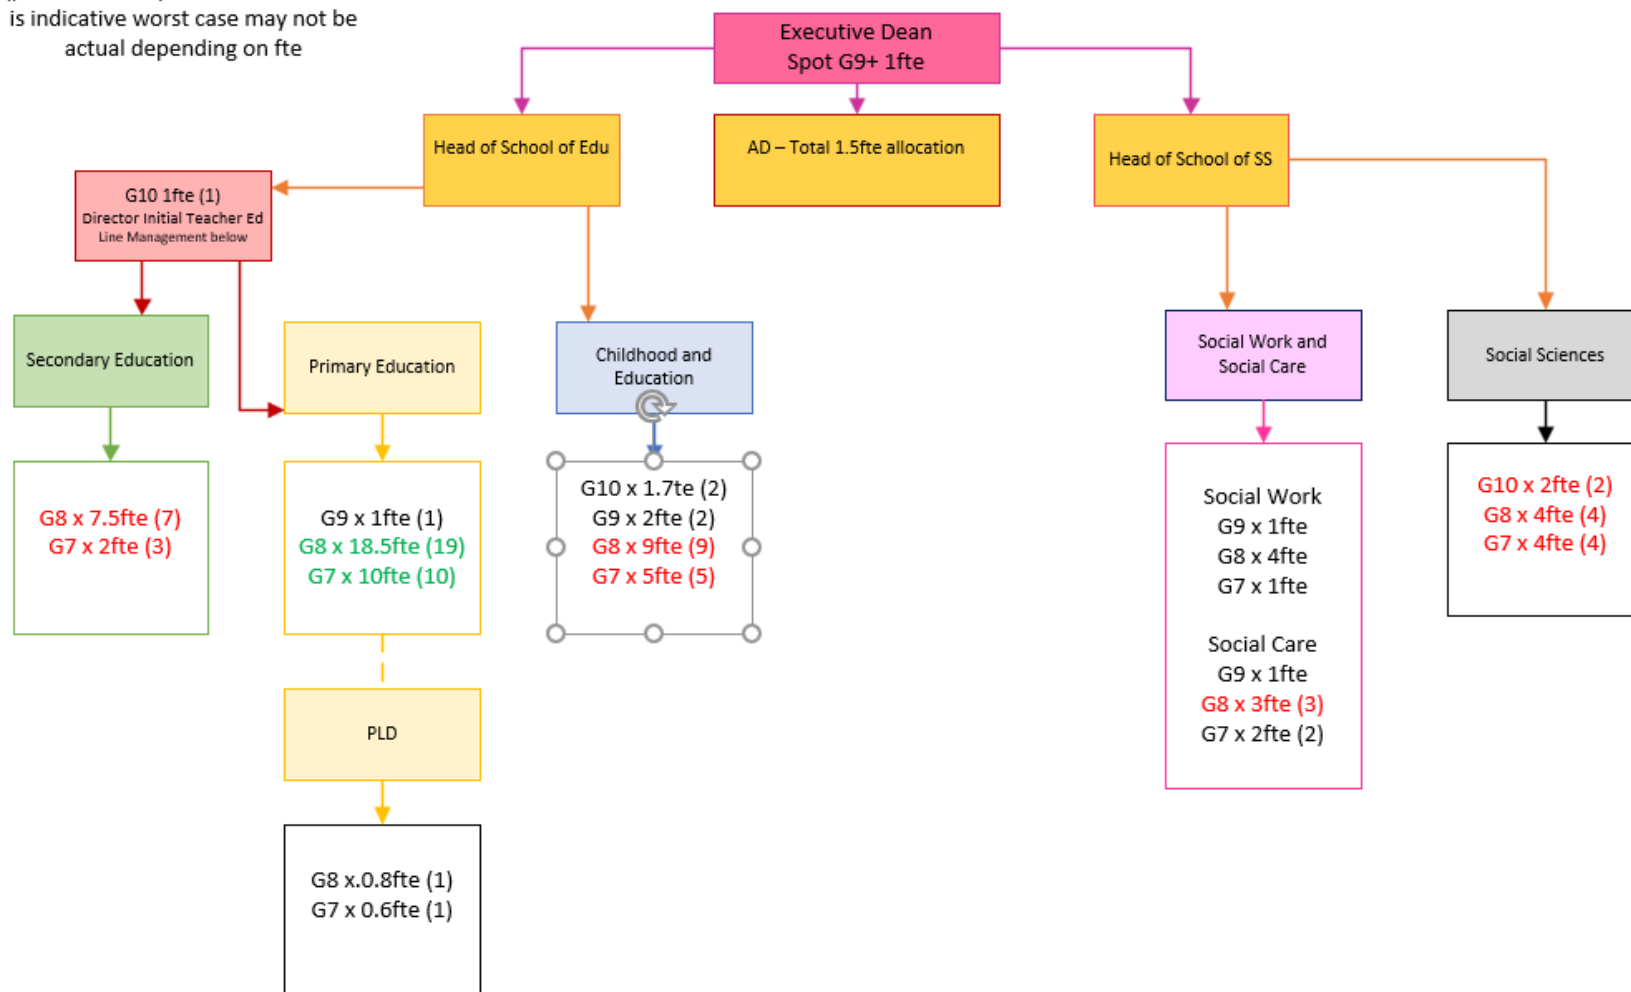 is indicative worst case may not be
actual depending on fte
Executive Dean
Spot G9+ 1fte
Head of School of Edu
AD – Total 1.5fte allocation
Head of School of SS
G10 1fte (1)
Director Initial Teacher Ed
Line Management below
Secondary Education
Primary Education
Childhood and
Education
Social Work and
Social Care
Social Sciences
G8 x 7.5fte (7)
G7 x 2fte (3)
G9 x 1fte (1)
G8 x 18.5fte (19)
G7 x 10fte (10)
G10 x 1.7te (2)
G9 x 2fte (2)
G8 x 9fte (9)
G7 x 5fte (5)
Social Work
G9 x 1fte
G8 x 4fte
G7 x 1fte
Social Care
G9 x 1fte
G8 x 3fte (3)
G7 x 2fte (2)
G10 x 2fte (2)
G8 x 4fte (4)
G7 x 4fte (4)
PLD
G8 x.0.8fte (1)
G7 x 0.6fte (1)